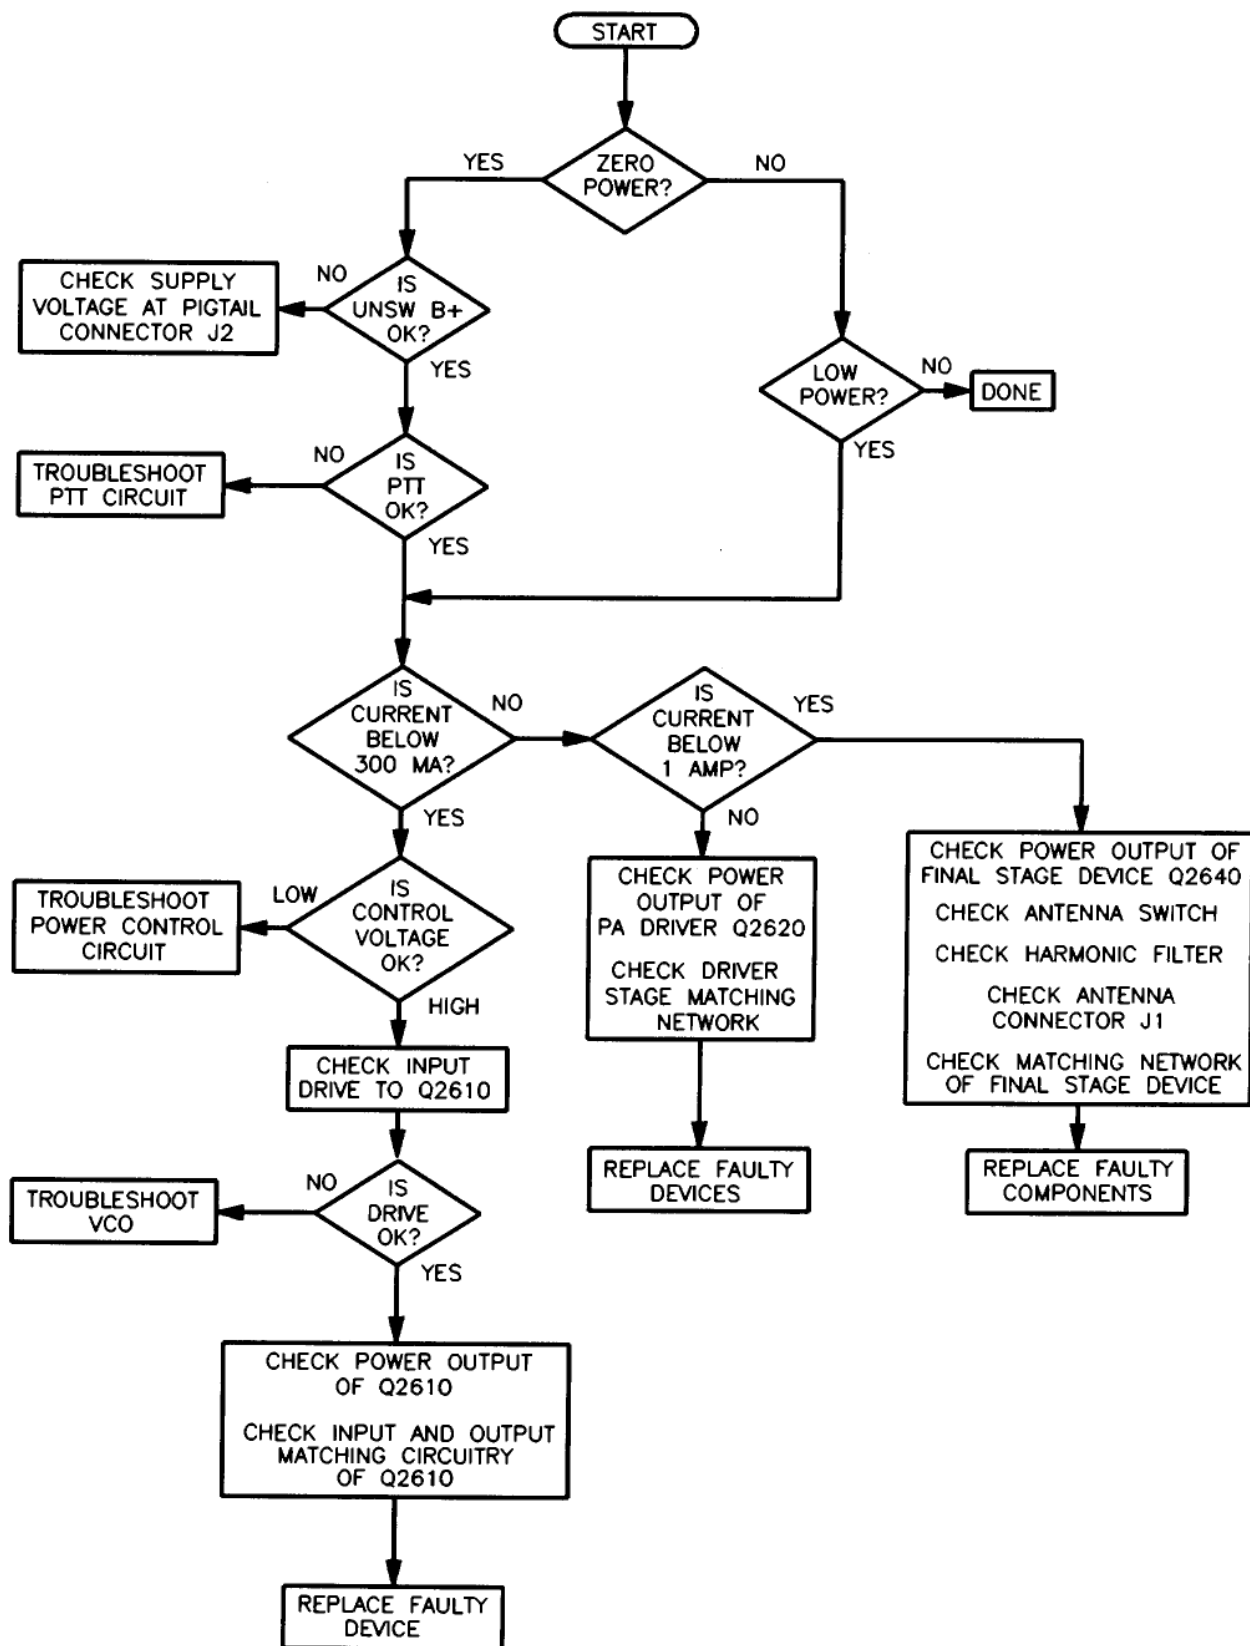 START
YES
ZERO
POWER?
NO
NO
IS
UNSW B+
OK?
YES
CHECK SUPPLY
VOLTAGE AT PIGTAIL
CONNECTOR J2
LOW
POWER?
NO
DONE
YES
NO
IS
PTT
OK?
YES
TROUBLESHOOT
PTT CIRCUIT
IS
CURRENT
BELOW
300 MA?
NO
YES
IS
CURRENT
BELOW
1 AMP?
YES
NO
LOW
IS
CONTROL
VOLTAGE
OK?
HIGH
TROUBLESHOOT
POWER CONTROL
CIRCUIT
CHECK POWER
OUTPUT OF
PA DRIVER Q2620
CHECK DRIVER
STAGE MATCHING
NETWORK
CHECK POWER OUTPUT OF
FINAL STAGE DEVICE Q2640
CHECK ANTENNA SWITCH
CHECK HARMONIC FILTER
CHECK ANTENNA
CONNECTOR J1
CHECK MATCHING NETWORK
OF FINAL STAGE DEVICE
CHECK INPUT
DRIVE TO Q2610
REPLACE FAULTY
DEVICES
REPLACE FAULTY
COMPONENTS
NO
IS
DRIVE
OK?
YES
TROUBLESHOOT
VCO
CHECK POWER OUTPUT
OF Q2610
CHECK INPUT AND OUTPUT
MATCHING CIRCUITRY
OF Q2610
REPLACE FAULTY
DEVICE